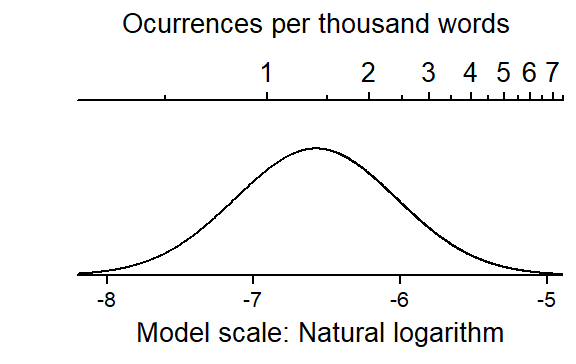 Ocurrences per thousand words
1 2 3 4 5 6 7
-8 -7 -6 -5
Model scale: Natural logarithm